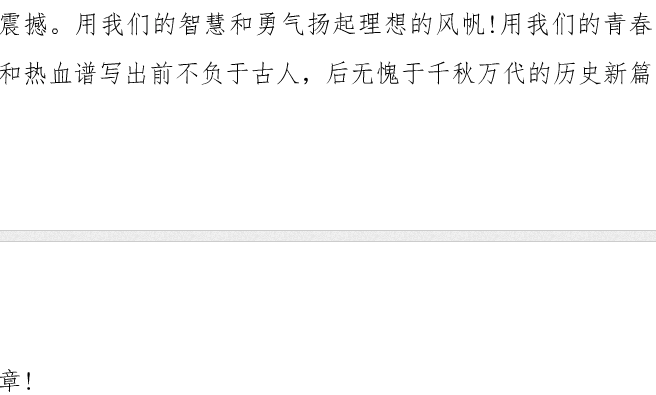 震撼。用我们的智慧和勇气扬起理想的风帆!用我们的青春
和热血谱写出前不负于古人，后无愧于千秋万代的历史新篇
章!